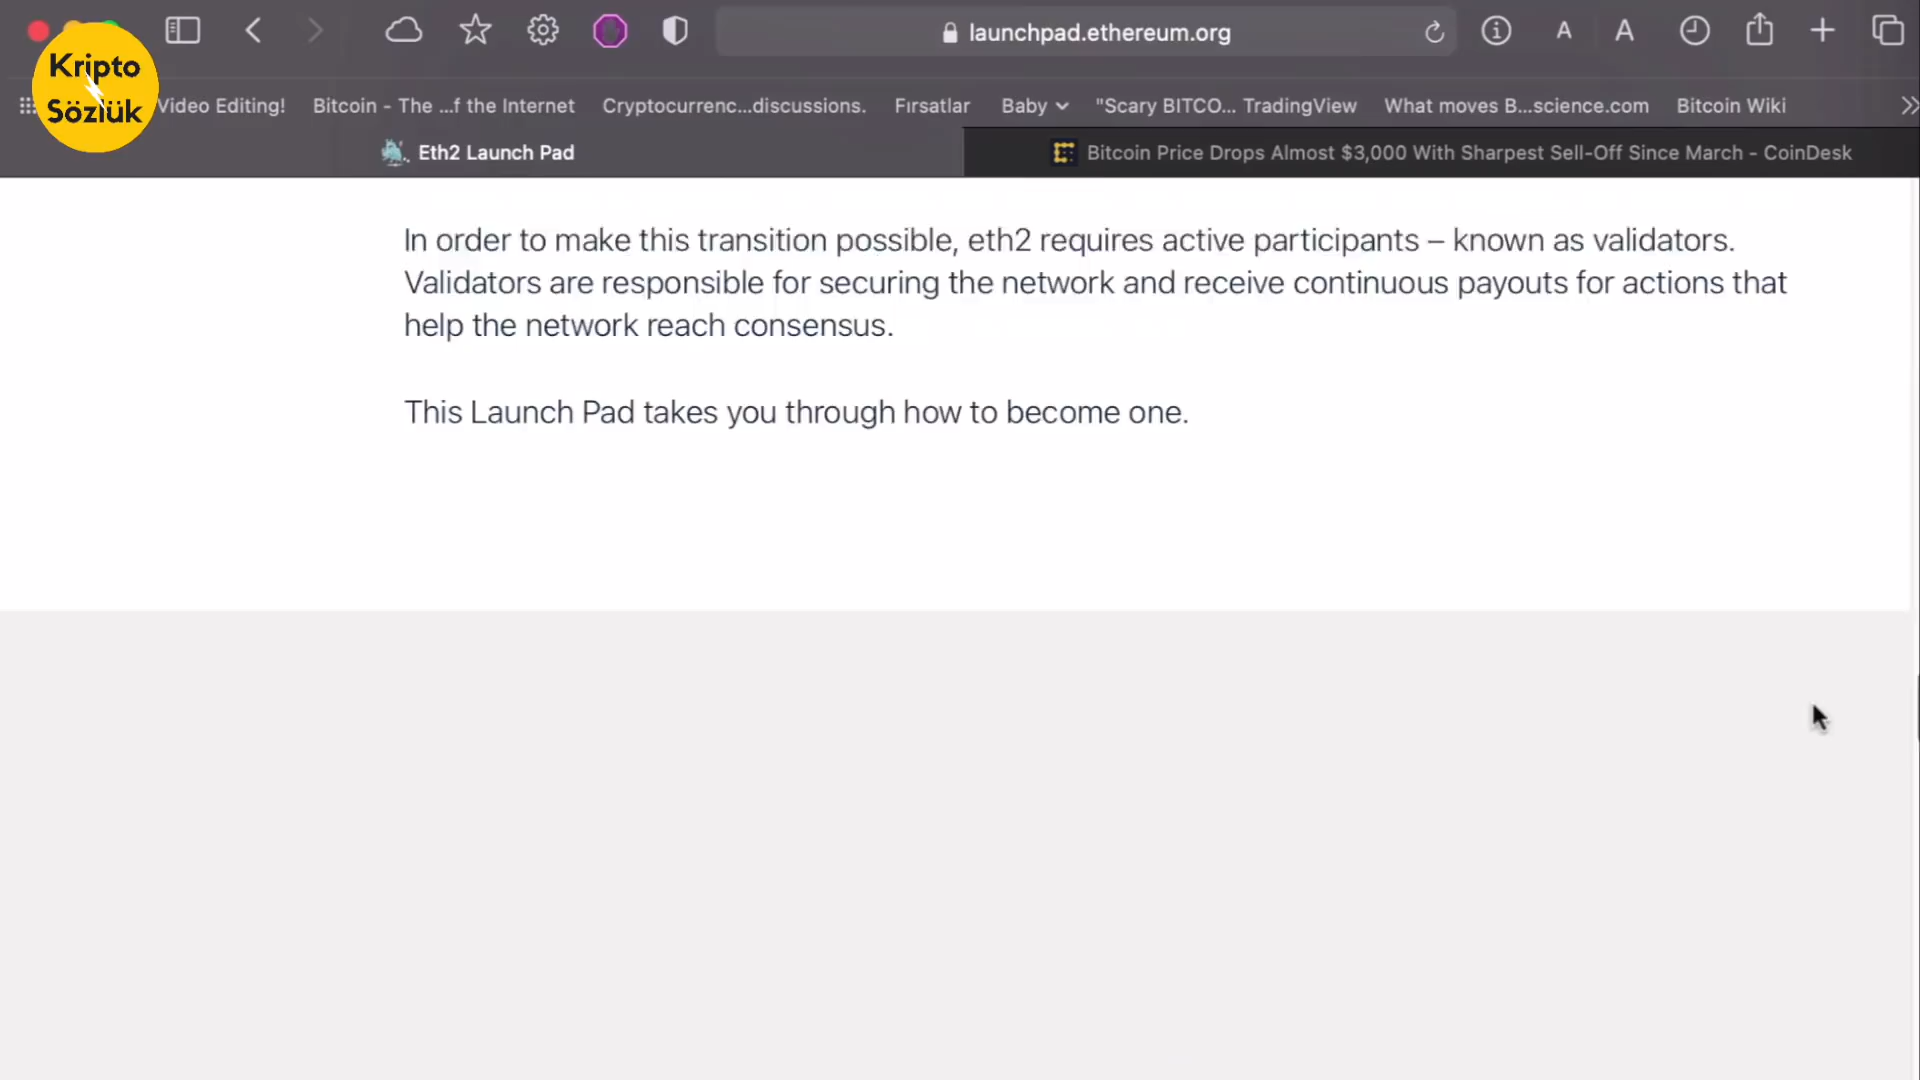 launchpad.ethereum.org
A A
Kripto
Sözlük
Video Editing! Bitcoin - The ...f the Internet Cryptocurrenc...discussions. Fırsatlar Baby "Scary BITCO... TradingView What moves B...science.com Bitcoin Wiki
Eth2 Launch Pad Bitcoin Price Drops Almost $3,000 With Sharpest Sell-Off Since March - CoinDesk
In order to make this transition possible, eth2 requires active participants – known as validators.
Validators are responsible for securing the network and receive continuous payouts for actions that
help the network reach consensus.
This Launch Pad takes you through how to become one.